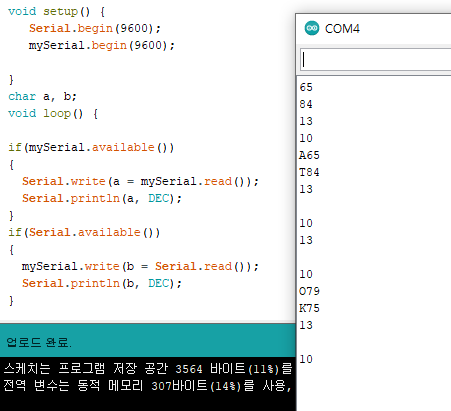 void setup() {
Serial.begin(9600);
mySerial.begin(9600);
}
char a, b;
void loop() {
if(mySerial.available())
{
Serial.write(a = mySerial.read());
Serial.println(a, DEC);
}
if(Serial.available())
{
mySerial.write(b = Serial.read());
Serial.println(b, DEC);
}
업로드 완료.
스케치는 프로그램 저장 공간 3564 바이트(11%)를
전역 변수는 동적 메모리 307바이트(14%)를 사용,
COM4
65
84
13
10
A65
T84
13
10
13
10
O79
K75
13
10